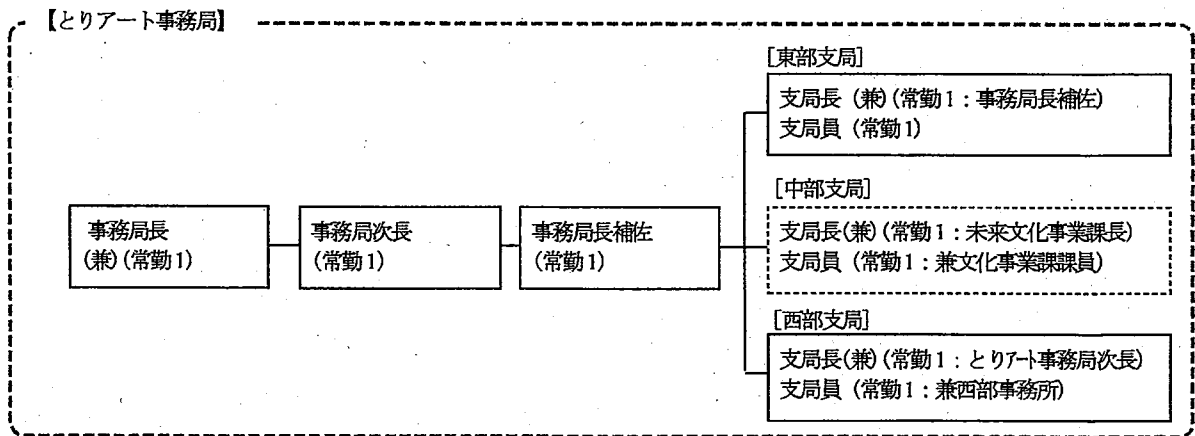 【とりアート事務局】
[東部支局]
支局長 (兼)(常勤1:事務局長補佐)
支局員 (常勤1)
[中部支局]
支局長(兼)(常勤1:未来文化事業課長)
支局員 (常勤1:兼文化事業課課員)
[西部支局]
支局長(兼)(常勤1:とりアート事務局次長)
支局員 (常勤1:兼西部事務所)
事務局長
(兼)(常勤1)
事務局次長
(常勤1)
事務局長補佐
(常勤1)